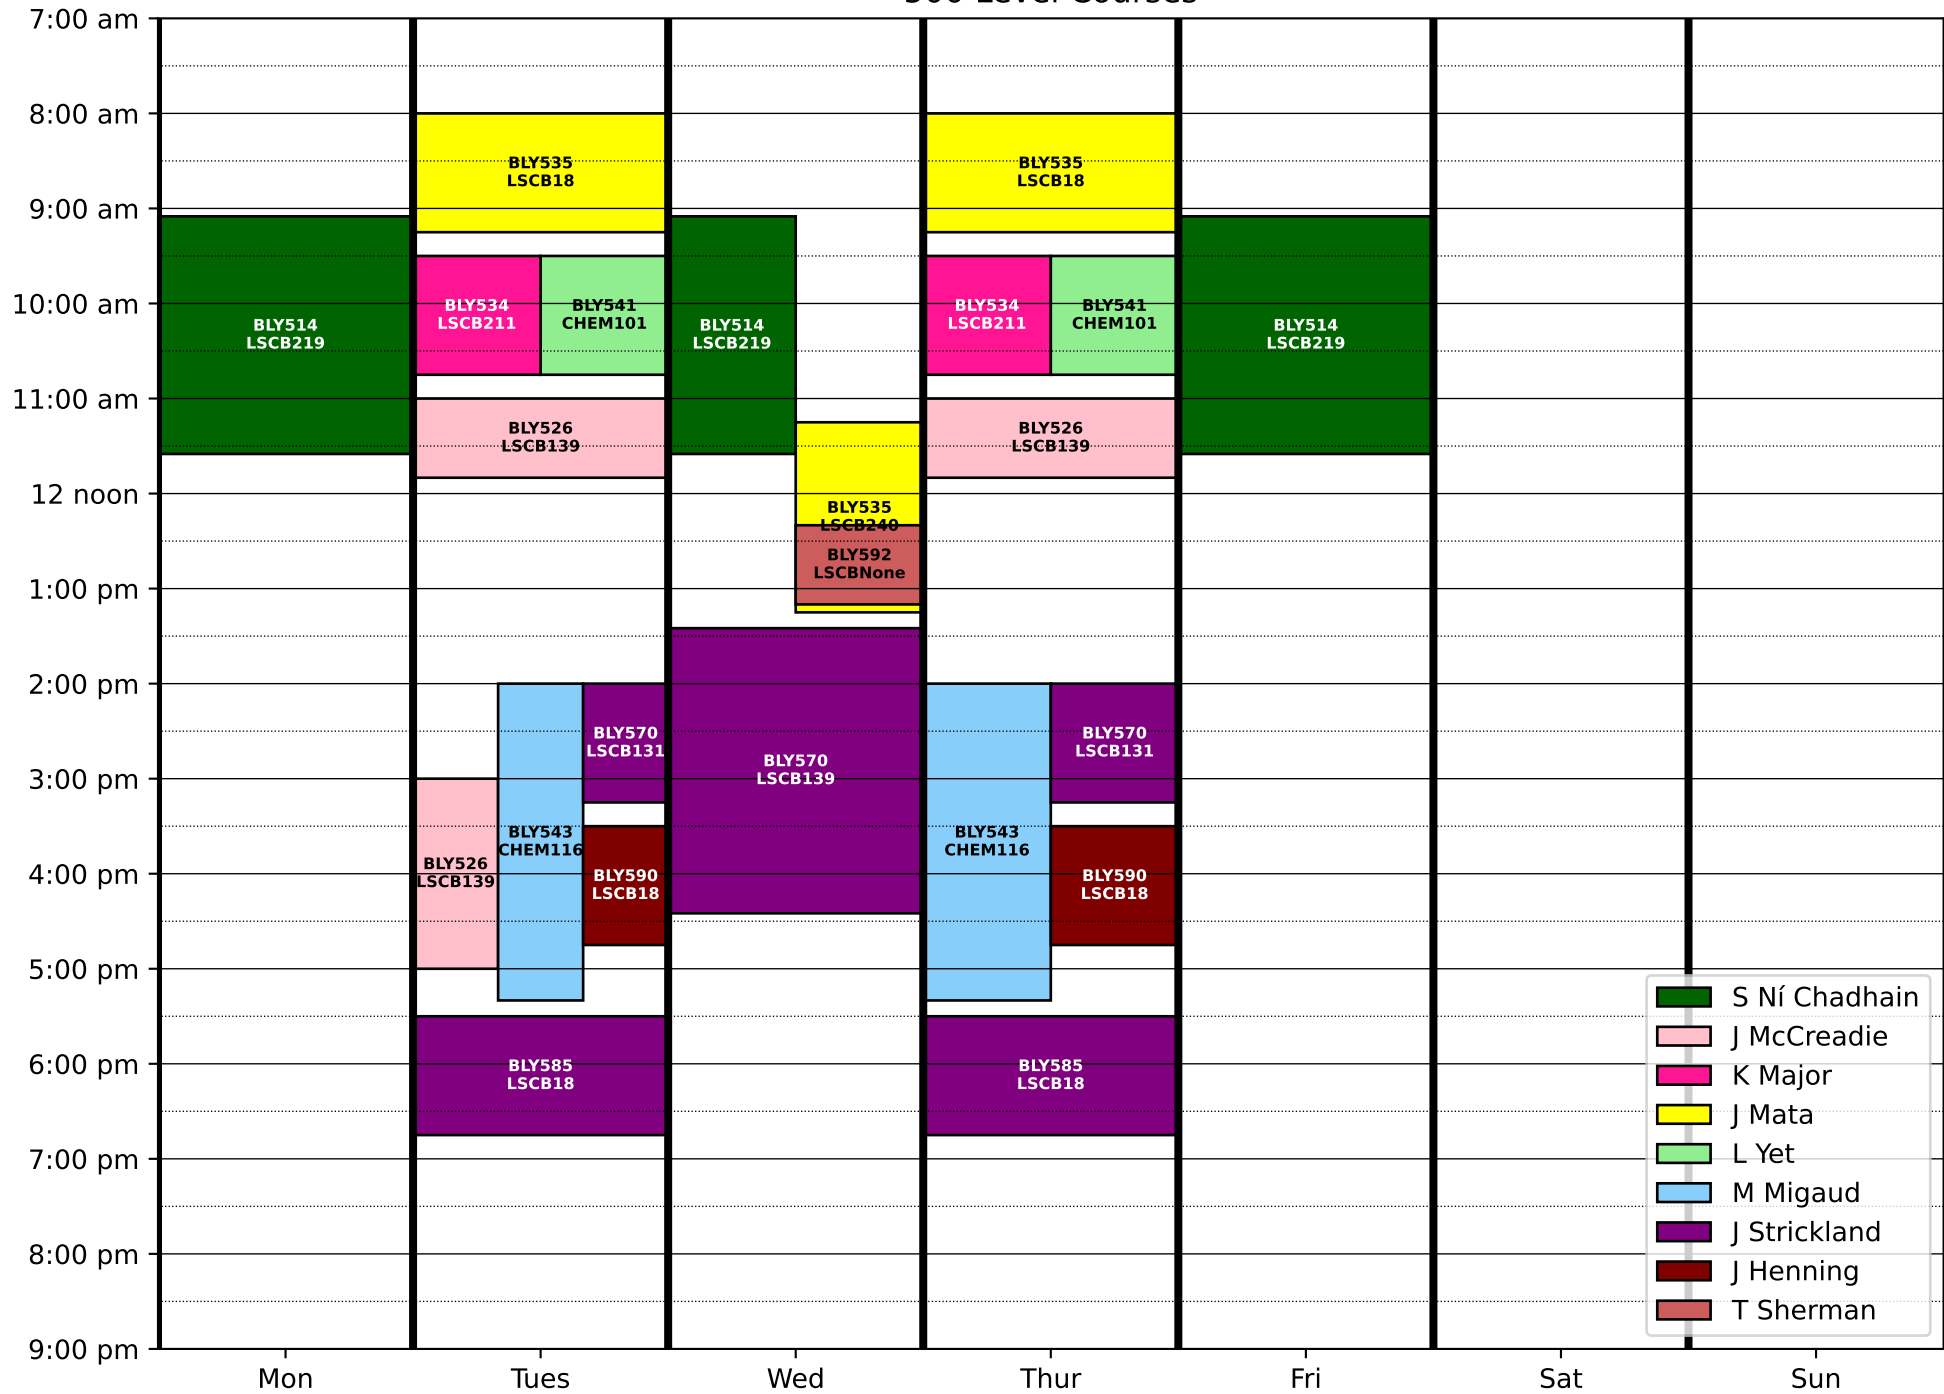 7:00 am
8:00 am
9:00 am
10:00 am
11:00 am
12 noon
1:00 pm
2:00 pm
3:00 pm
4:00 pm
5:00 pm
6:00 pm
7:00 pm
8:00 pm
9:00 pm
BLY514
LSCB219
BLY535
LSCB18
BLY534
LSCB211
BLY541
CHEM101
BLY526
LSCB139
BLY526
LSCB139
BLY543
CHEM116
BLY570
LSCB131
BLY590
LSCB18
BLY585
LSCB18
BLY514
LSCB219
BLY535
LSCB240
BLY592
LSCBNone
BLY570
LSCB139
BLY535
LSCB18
BLY534
LSCB211
BLY541
CHEM101
BLY526
LSCB139
BLY543
CHEM116
BLY570
LSCB131
BLY590
LSCB18
BLY585
LSCB18
BLY514
LSCB219
S Ní Chadhain
J McCreadie
K Major
J Mata
L Yet
M Migaud
J Strickland
J Henning
T Sherman
Mon
Tues
Wed
Thur
Fri
Sat
Sun